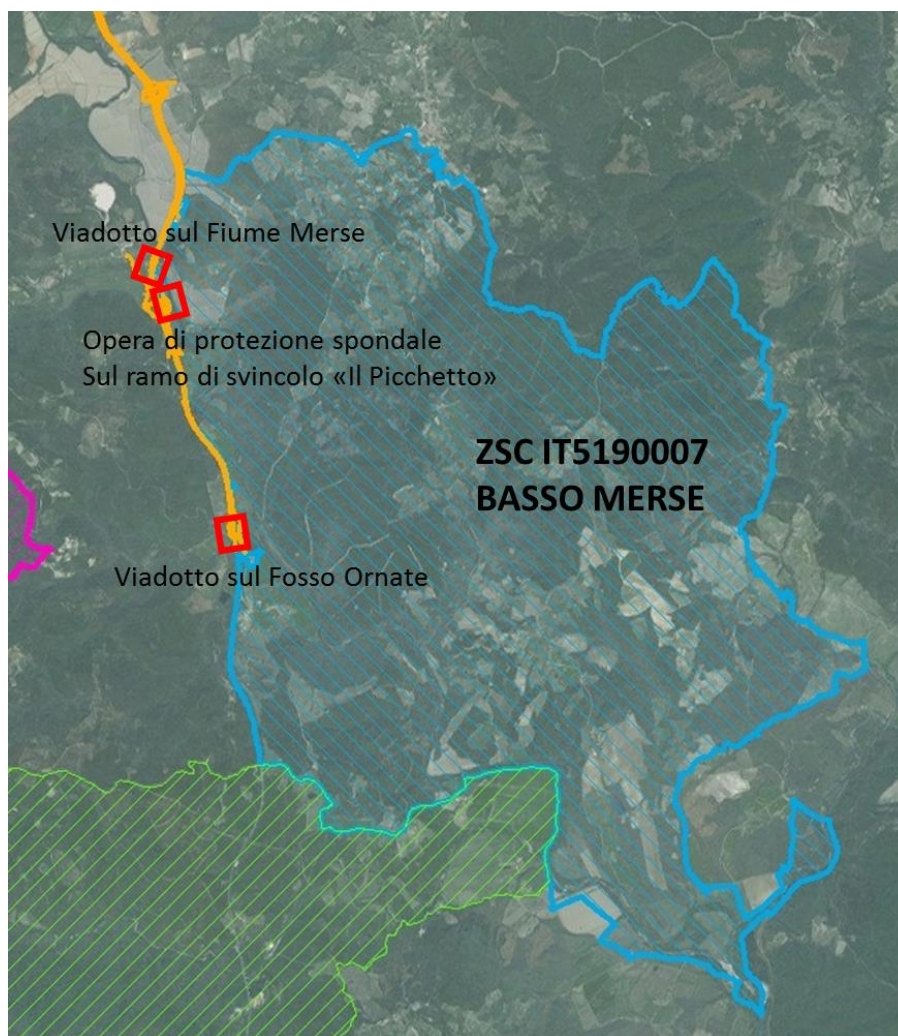 Viadotto sul Fiume Merse
Opera di protezione spondale
Sul ramo di svincolo «Il Picchetto»
ZSC IT5190007
BASSO MERSE
Viadotto sul Fosso Ornate